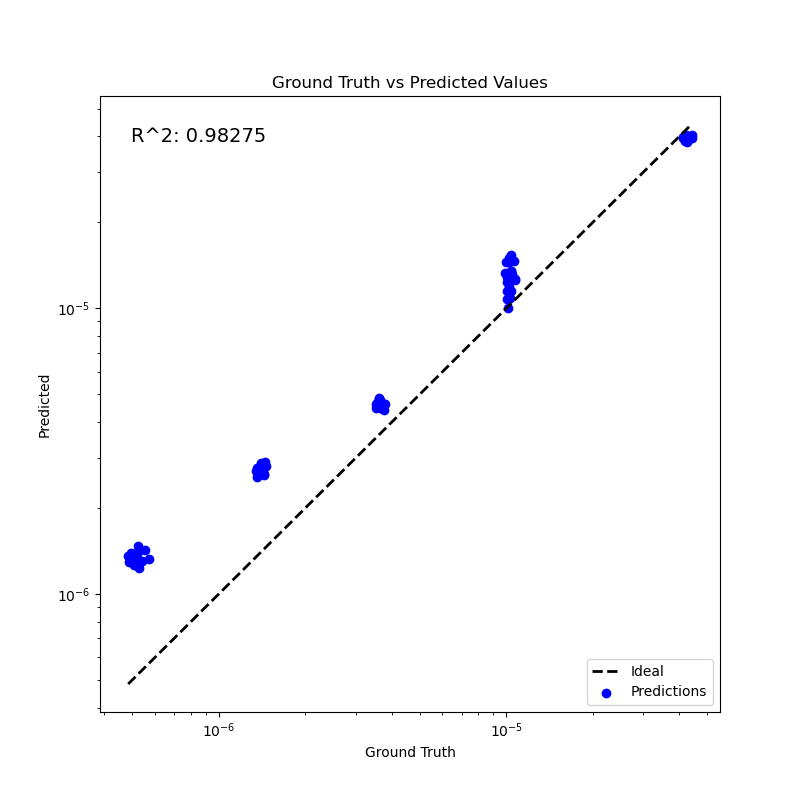 Ground Truth vs Predicted Values
R^2: 0.98275
Predicted
10⁻⁵
10⁻⁶
Ideal
Predictions
10⁻⁶
10⁻⁵
Ground Truth